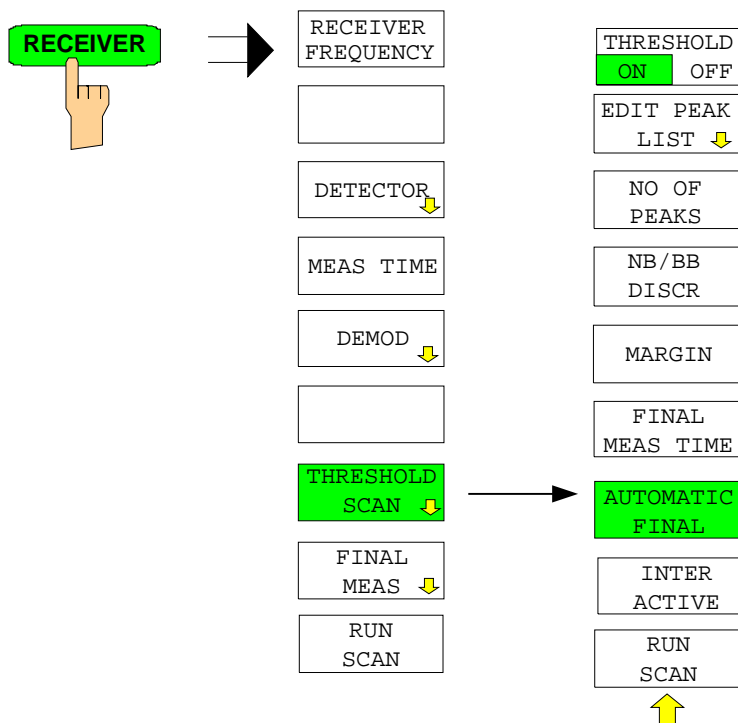 RECEIVER
RECEIVER
FREQUENCY
DETECTOR
MEAS TIME
DEMOD
THRESHOLD
SCAN
FINAL
MEAS
RUN
SCAN
THRESHOLD
ON OFF
EDIT PEAK
LIST
NO OF
PEAKS
NB/BB
DISCR
MARGIN
FINAL
MEAS TIME
AUTOMATIC
FINAL
INTER
ACTIVE
RUN
SCAN